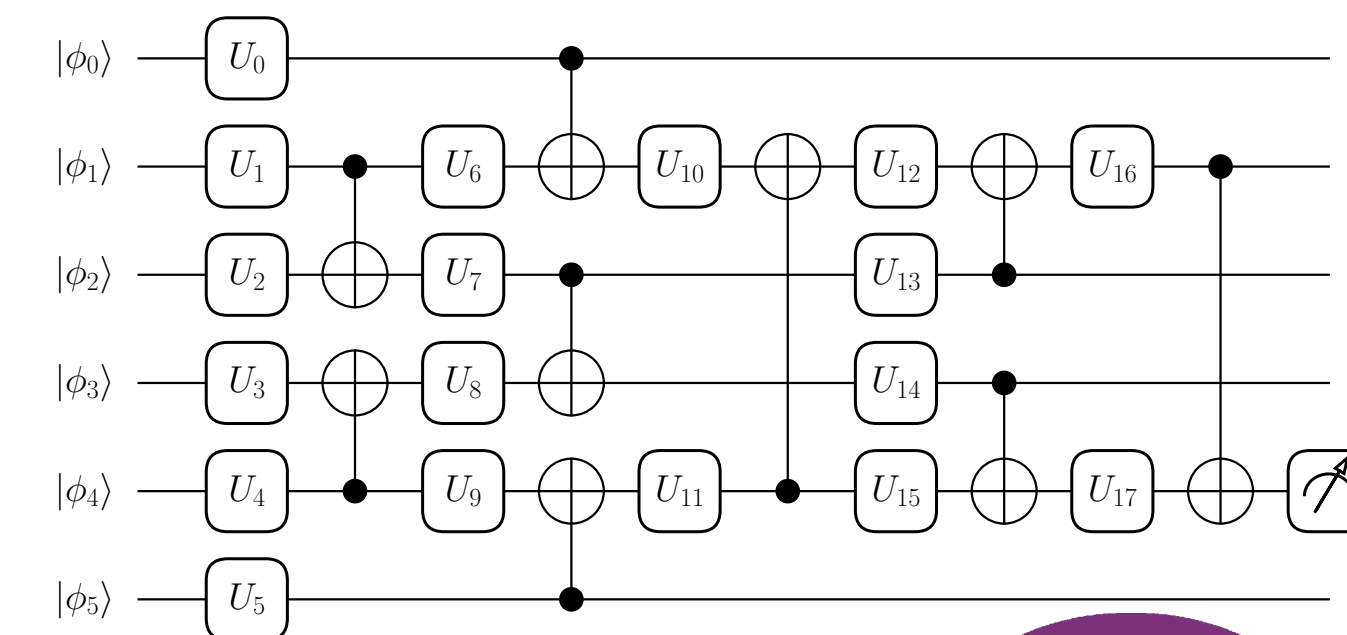 |ϕ₀⟩ U₀
|ϕ₁⟩ U₁ U₆ U₁₀ U₁₂ U₁₆
|ϕ₂⟩ U₂ U₇ U₁₃
|ϕ₃⟩ U₃ U₈ U₁₄
|ϕ₄⟩ U₄ U₉ U₁₁ U₁₅ U₁₇
|ϕ₅⟩ U₅